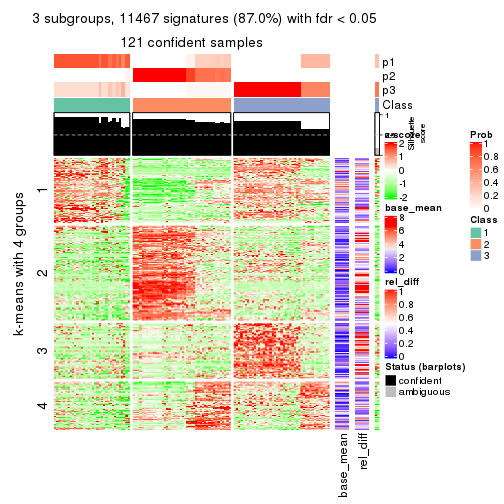 3 subgroups, 11467 signatures (87.0%) with fdr < 0.05
121 confident samples
p1
p2
p3
Class
1
0
Silhouette
score
k-means with 4 groups
1
2
3
4
base_mean
rel_diff
z-score
2
1
0
-1
-2
base_mean
8
6
4
2
0
rel_diff
1
0.8
0.6
0.4
0.2
0
Status (barplots)
confident
ambiguous
Prob
1
0.8
0.6
0.4
0.2
0
Class
1
2
3